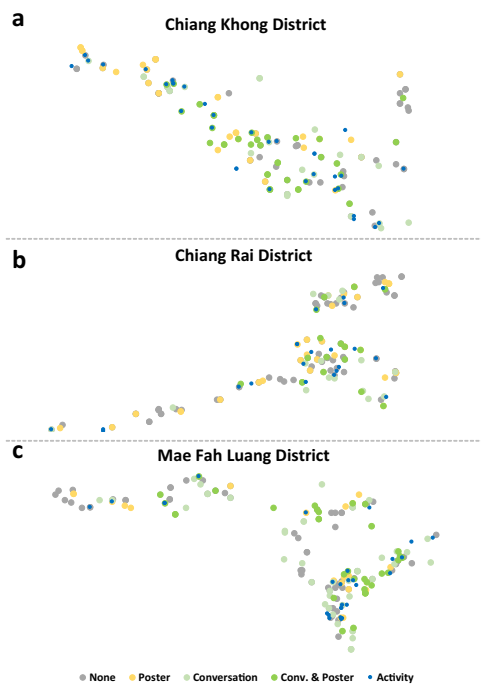 a
Chiang Khong District
b
Chiang Rai District
c
Mae Fah Luang District
None Poster Conversation Conv. & Poster Activity